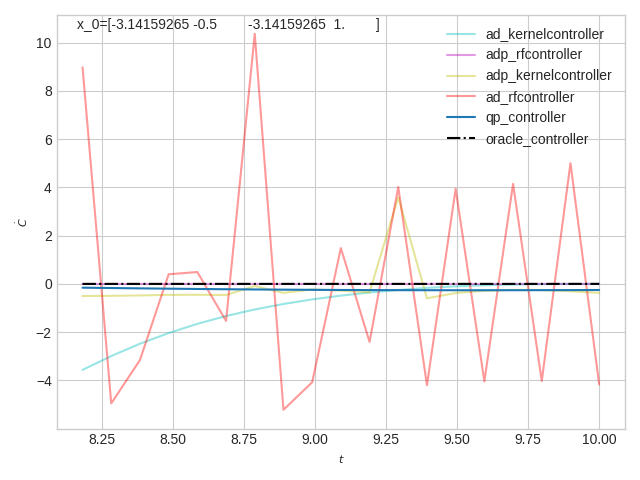 x_0=[-3.14159265 -0.5 -3.14159265 1. ]
ad_kernelcontroller
adp_rfcontroller
adp_kernelcontroller
ad_rfcontroller
qp_controller
oracle_controller
10
8
6
4
2
0
−2
−4
Ċ
8.25 8.50 8.75 9.00 9.25 9.50 9.75 10.00
t